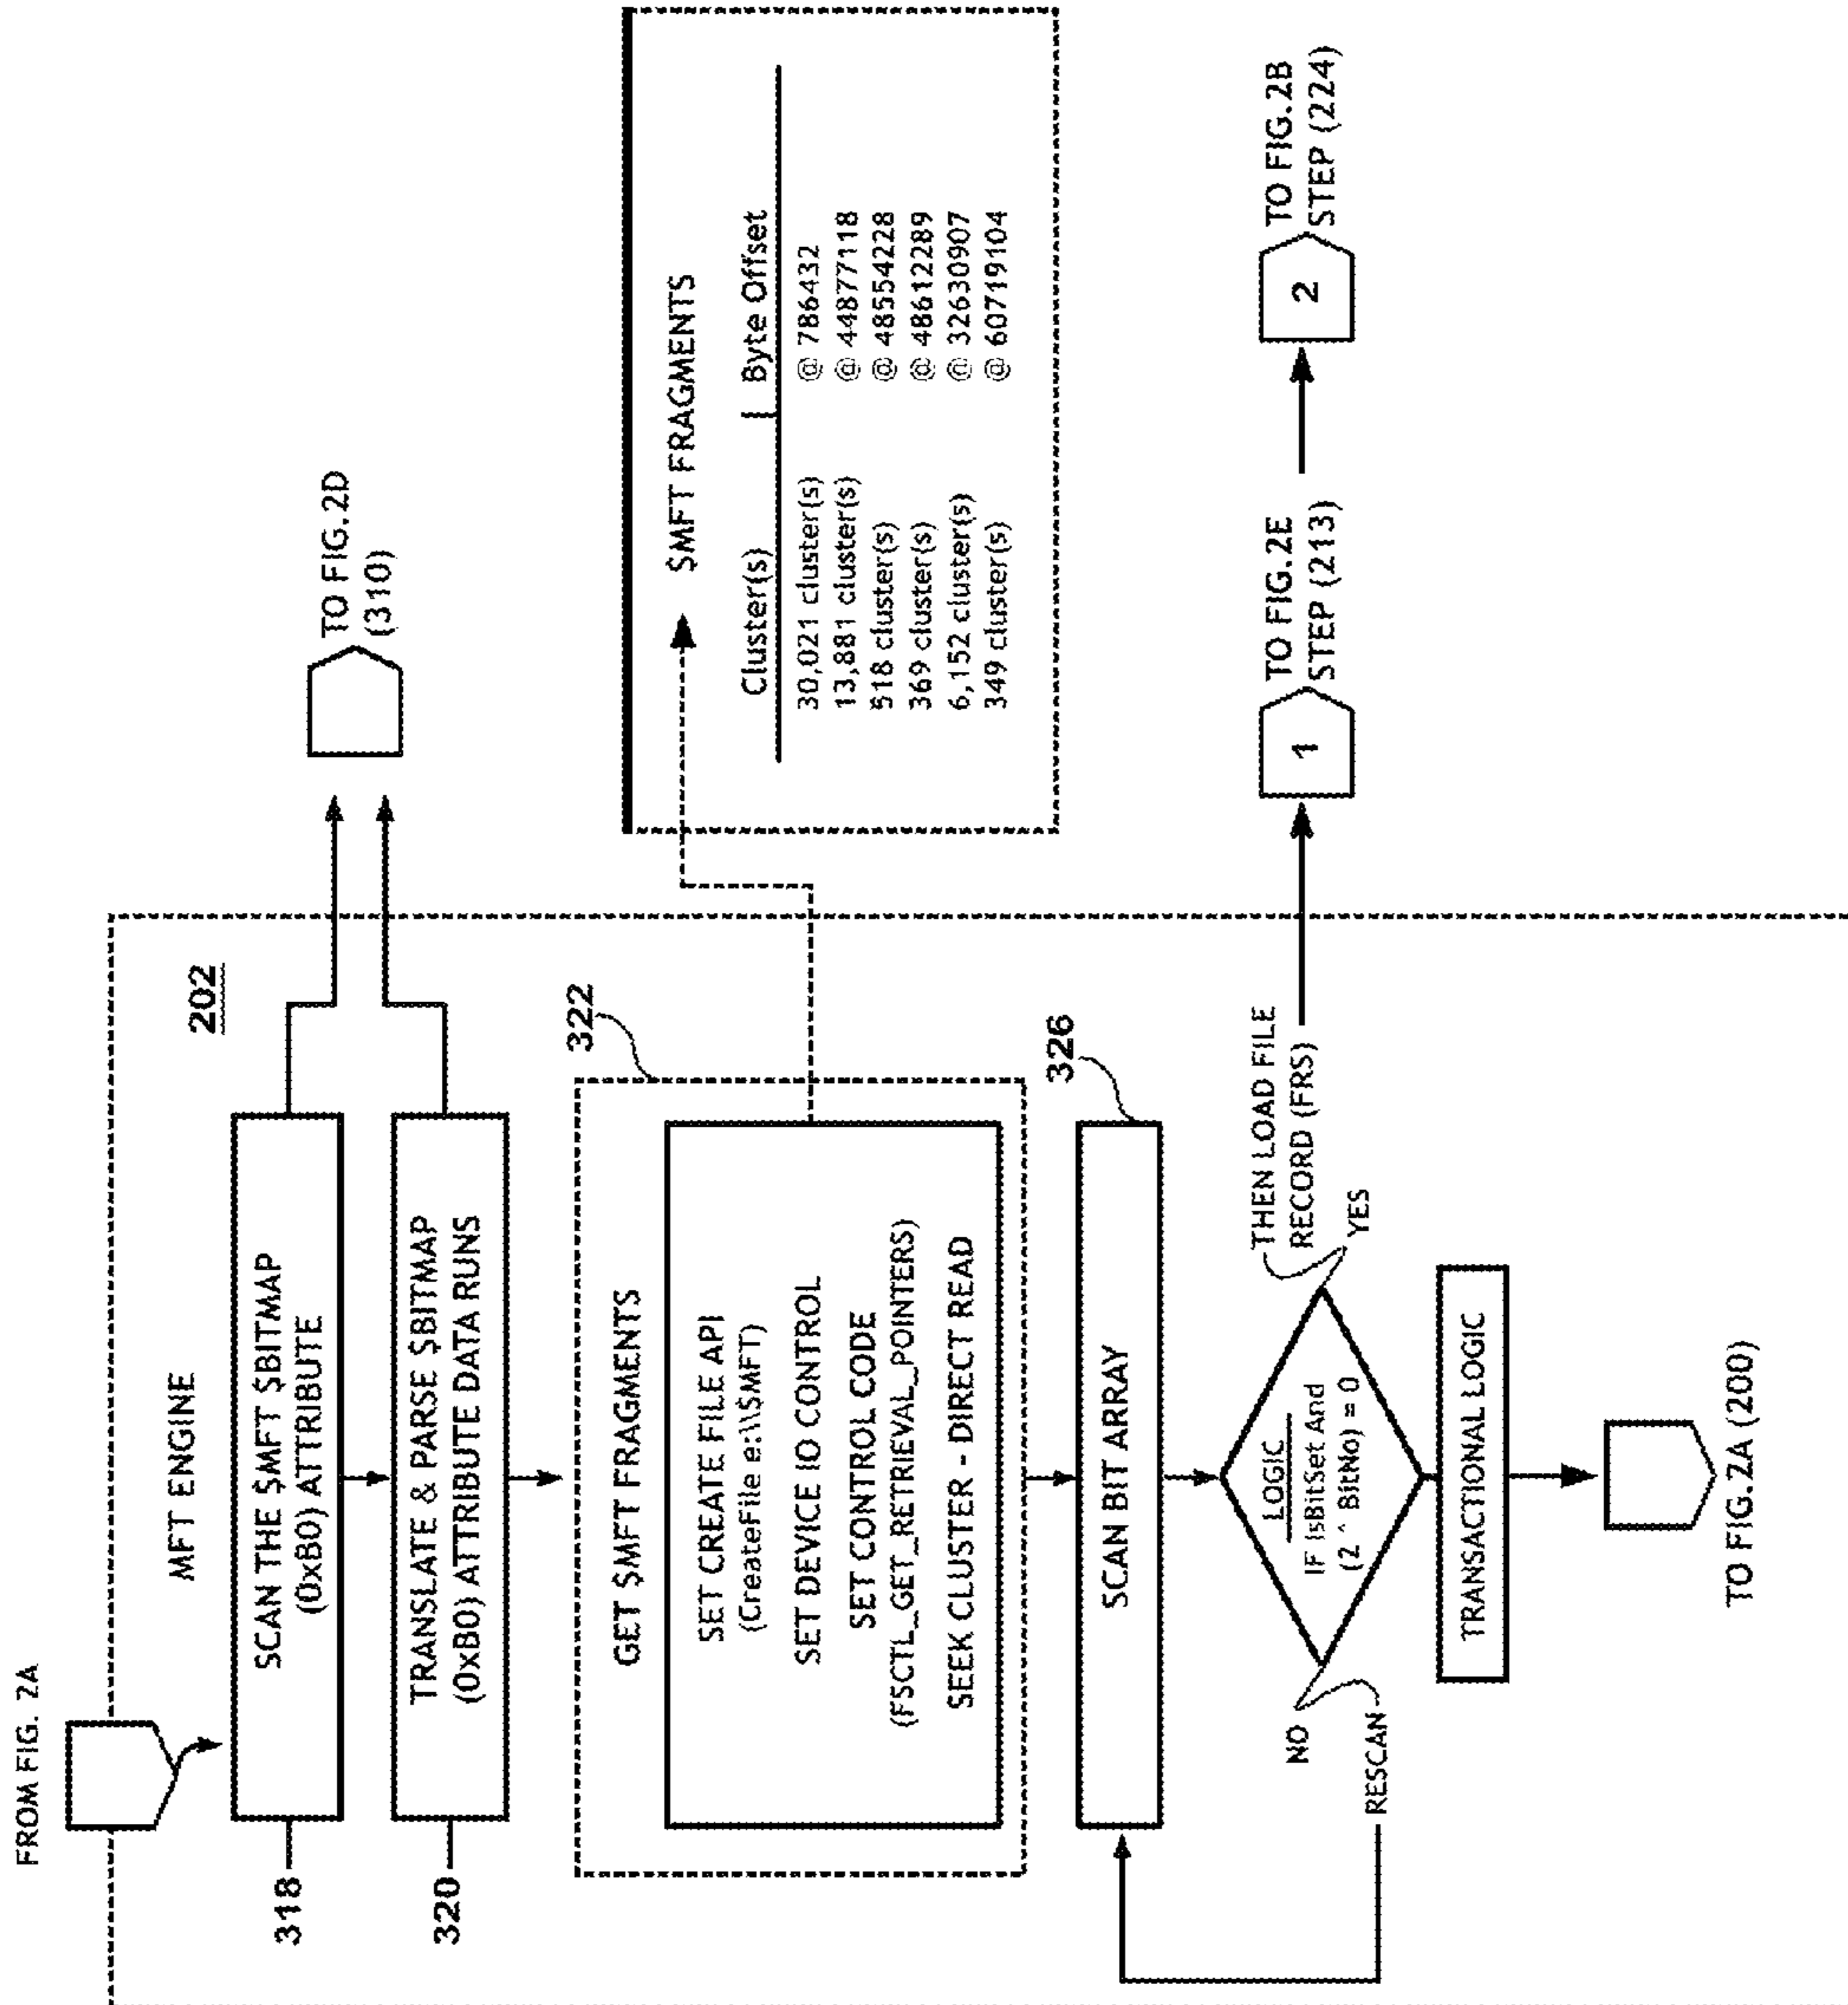 FROM FIG. 2A
MFT ENGINE
202
318
SCAN THE $MFT $BITMAP
(0xB0) ATTRIBUTE
320
TRANSLATE & PARSE $BITMAP
(0xB0) ATTRIBUTE DATA RUNS
TO FIG.2D
(310)
322
GET $MFT FRAGMENTS
SET CREATE FILE API
(CreateFile e:\\$MFT)
SET DEVICE IO CONTROL
SET CONTROL CODE
(FSCTL_GET_RETRIEVAL_POINTERS)
SEEK CLUSTER - DIRECT READ
$MFT FRAGMENTS
Cluster(s) | Byte Offset
30,021 cluster(s) @ 786432
13,881 cluster(s) @ 44877118
518 cluster(s) @ 48554228
369 cluster(s) @ 48612289
6,152 cluster(s) @ 32630907
349 cluster(s) @ 60719104
326
SCAN BIT ARRAY
LOGIC
IF IsBitSet And
(2 ^ BitNo) = 0
NO
RESCAN
YES
THEN LOAD FILE
RECORD (FRS)
1
TO FIG.2E
STEP (213)
2
TO FIG.2B
STEP (224)
TRANSACTIONAL LOGIC
TO FIG.2A (200)